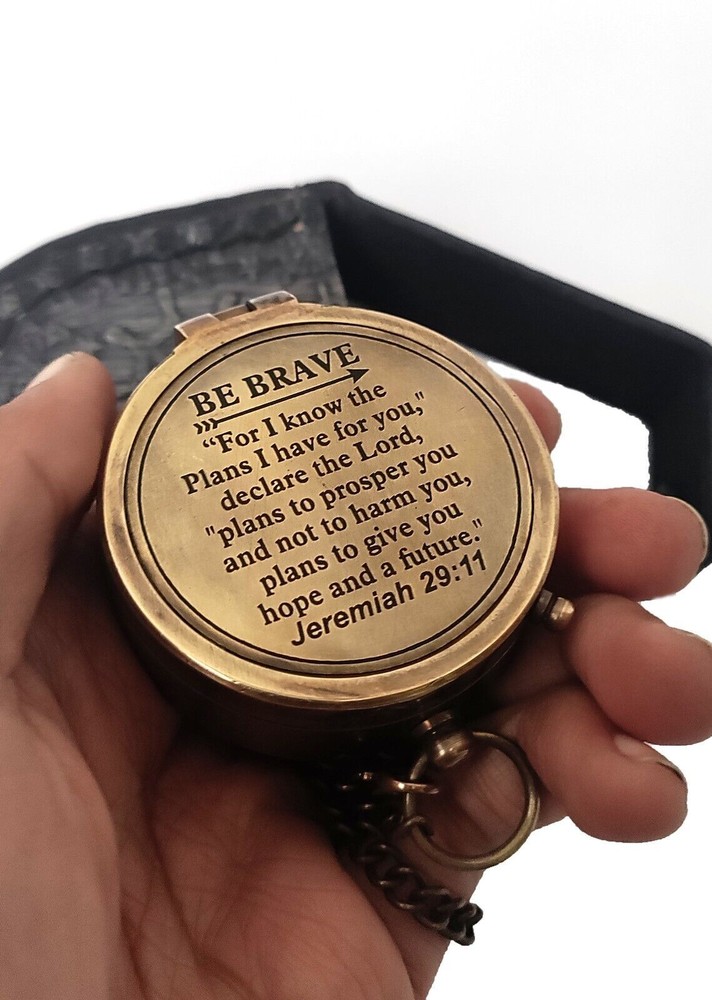 BE BRAVE
“For I know the
Plans I have for you,"
declare the Lord,
"plans to prosper you
and not to harm you,
plans to give you
hope and a future."
Jeremiah 29:11